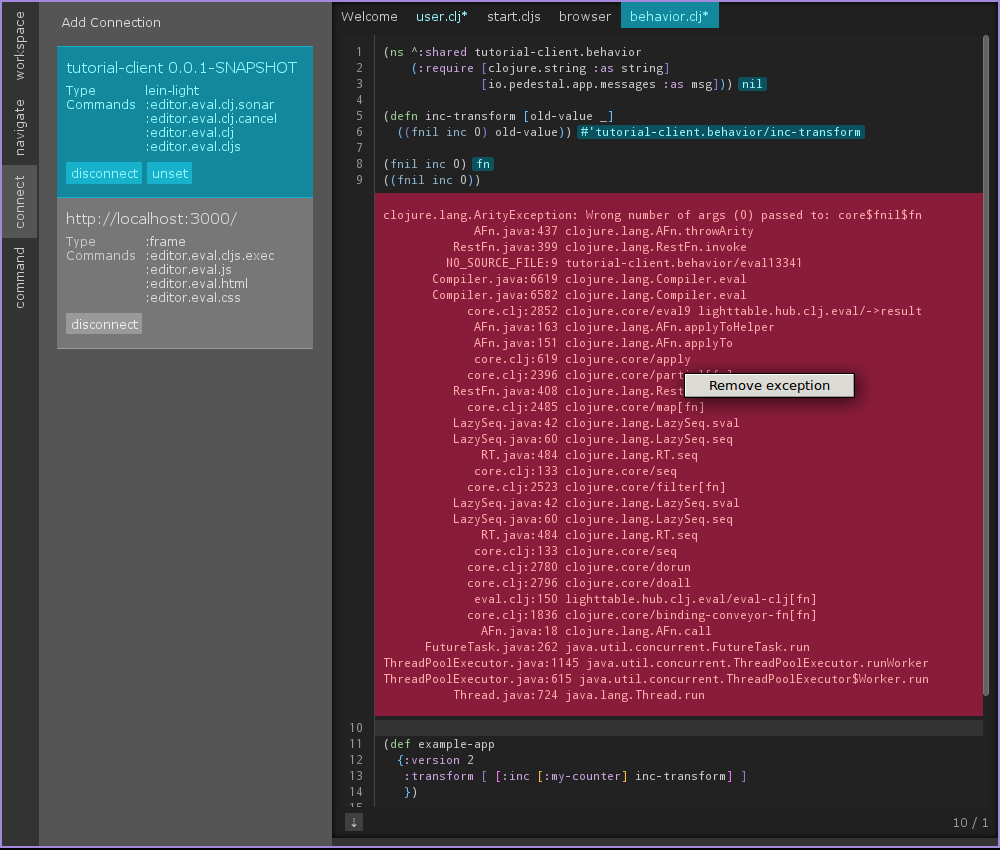 workspace
navigate
connect
command
Add Connection
tutorial-client 0.0.1-SNAPSHOT
Type lein-light
Commands :editor.eval.clj.sonar
:editor.eval.clj.cancel
:editor.eval.clj
:editor.eval.cljs
disconnect unset
http://localhost:3000/
Type :frame
Commands :editor.eval.cljs.exec
:editor.eval.js
:editor.eval.html
:editor.eval.css
disconnect
Welcome user.clj* start.cljs browser behavior.clj*
1 (ns ^:shared tutorial-client.behavior
2 (:require [clojure.string :as string]
3 [io.pedestal.app.messages :as msg])) nil
4
5 (defn inc-transform [old-value _]
6 ((fnil inc 0) old-value)) #'tutorial-client.behavior/inc-transform
7
8 (fnil inc 0) fn
9 ((fnil inc 0))
clojure.lang.ArityException: Wrong number of args (0) passed to: core$fnil$fn
AFn.java:437 clojure.lang.AFn.throwArity
RestFn.java:399 clojure.lang.RestFn.invoke
NO_SOURCE_FILE:9 tutorial-client.behavior/eval13341
Compiler.java:6619 clojure.lang.Compiler.eval
Compiler.java:6582 clojure.lang.Compiler.eval
core.clj:2852 clojure.core/eval9 lighttable.hub.clj.eval/->result
AFn.java:163 clojure.lang.AFn.applyToHelper
AFn.java:151 clojure.lang.AFn.applyTo
core.clj:619 clojure.core/apply
core.clj:2396 clojure.core/partial[fn]
RestFn.java:408 clojure.lang.Rest
Remove exception
core.clj:2485 clojure.core/map[fn]
LazySeq.java:42 clojure.lang.LazySeq.sval
LazySeq.java:60 clojure.lang.LazySeq.seq
RT.java:484 clojure.lang.RT.seq
core.clj:133 clojure.core/seq
core.clj:2523 clojure.core/filter[fn]
LazySeq.java:42 clojure.lang.LazySeq.sval
LazySeq.java:60 clojure.lang.LazySeq.seq
RT.java:484 clojure.lang.RT.seq
core.clj:133 clojure.core/seq
core.clj:2780 clojure.core/dorun
core.clj:2796 clojure.core/doall
eval.clj:150 lighttable.hub.clj.eval/eval-clj[fn]
core.clj:1836 clojure.core/binding-conveyor-fn[fn]
AFn.java:18 clojure.lang.AFn.call
FutureTask.java:262 java.util.concurrent.FutureTask.run
ThreadPoolExecutor.java:1145 java.util.concurrent.ThreadPoolExecutor.runWorker
ThreadPoolExecutor.java:615 java.util.concurrent.ThreadPoolExecutor$Worker.run
Thread.java:724 java.lang.Thread.run
10
11 (def example-app
12 {:version 2
13 :transform [ [:inc [:my-counter] inc-transform] ]
14 })
15
10 / 1